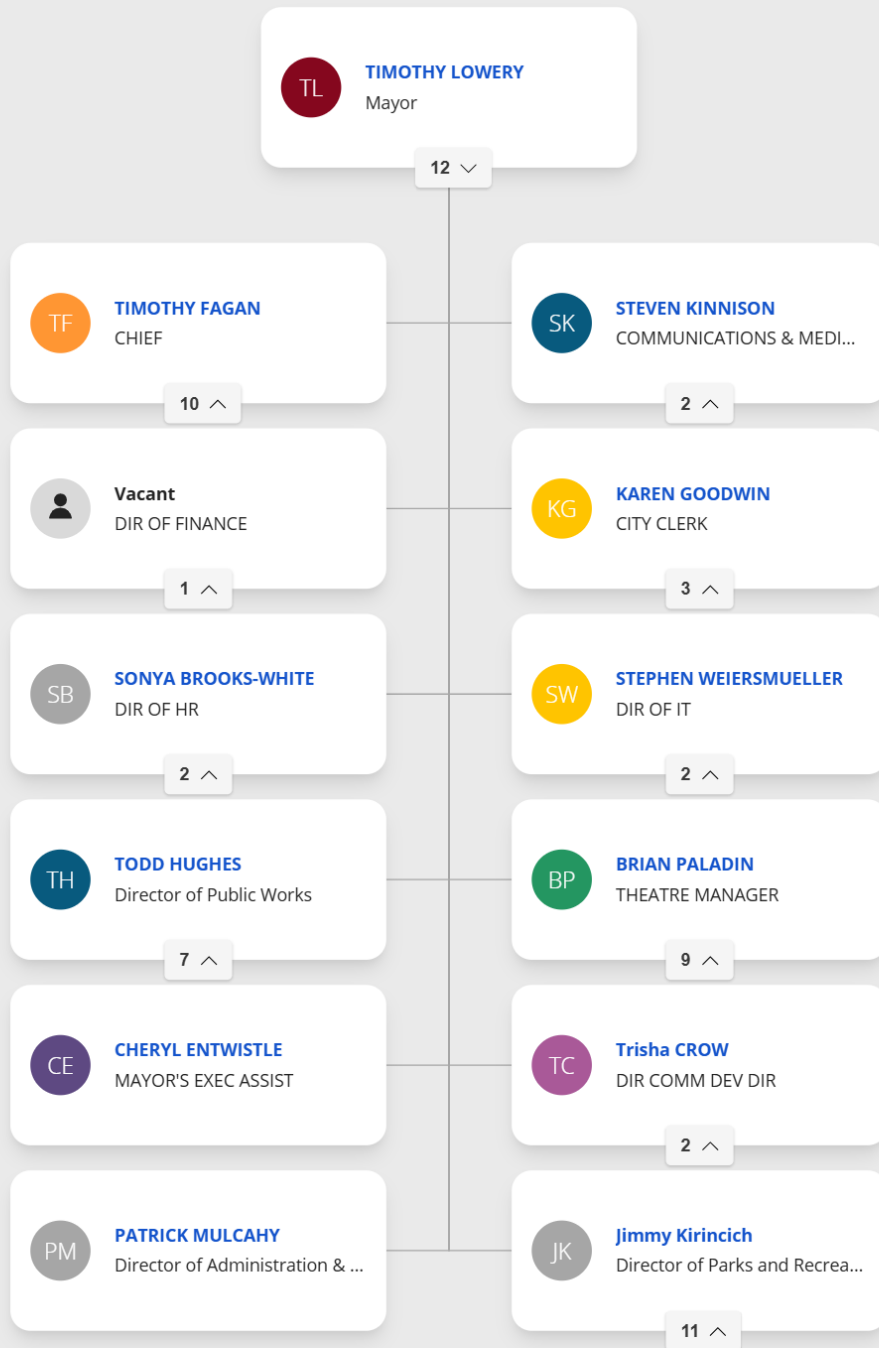 TL
TIMOTHY LOWERY
Mayor
12
TF
TIMOTHY FAGAN
CHIEF
10
SK
STEVEN KINNISON
COMMUNICATIONS & MEDI...
2
Vacant
DIR OF FINANCE
1
KG
KAREN GOODWIN
CITY CLERK
3
SB
SONYA BROOKS-WHITE
DIR OF HR
2
SW
STEPHEN WEIERSMUELLER
DIR OF IT
2
TH
TODD HUGHES
Director of Public Works
7
BP
BRIAN PALADIN
THEATRE MANAGER
9
CE
CHERYL ENTWISTLE
MAYOR'S EXEC ASSIST
TC
Trisha CROW
DIR COMM DEV DIR
2
PM
PATRICK MULCAHY
Director of Administration & ...
JK
Jimmy Kirincich
Director of Parks and Recrea...
11